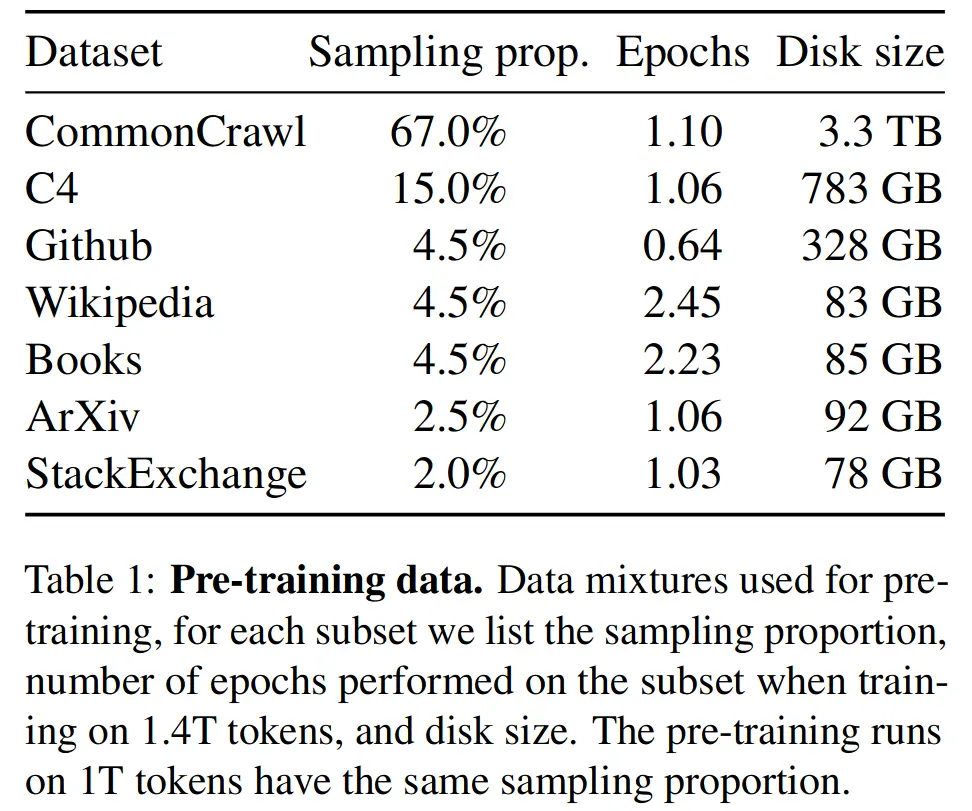 Dataset Sampling prop. Epochs Disk size
CommonCrawl 67.0% 1.10 3.3 TB
C4 15.0% 1.06 783 GB
Github 4.5% 0.64 328 GB
Wikipedia 4.5% 2.45 83 GB
Books 4.5% 2.23 85 GB
ArXiv 2.5% 1.06 92 GB
StackExchange 2.0% 1.03 78 GB
Table 1: Pre-training data. Data mixtures used for pre-
training, for each subset we list the sampling proportion,
number of epochs performed on the subset when train-
ing on 1.4T tokens, and disk size. The pre-training runs
on 1T tokens have the same sampling proportion.